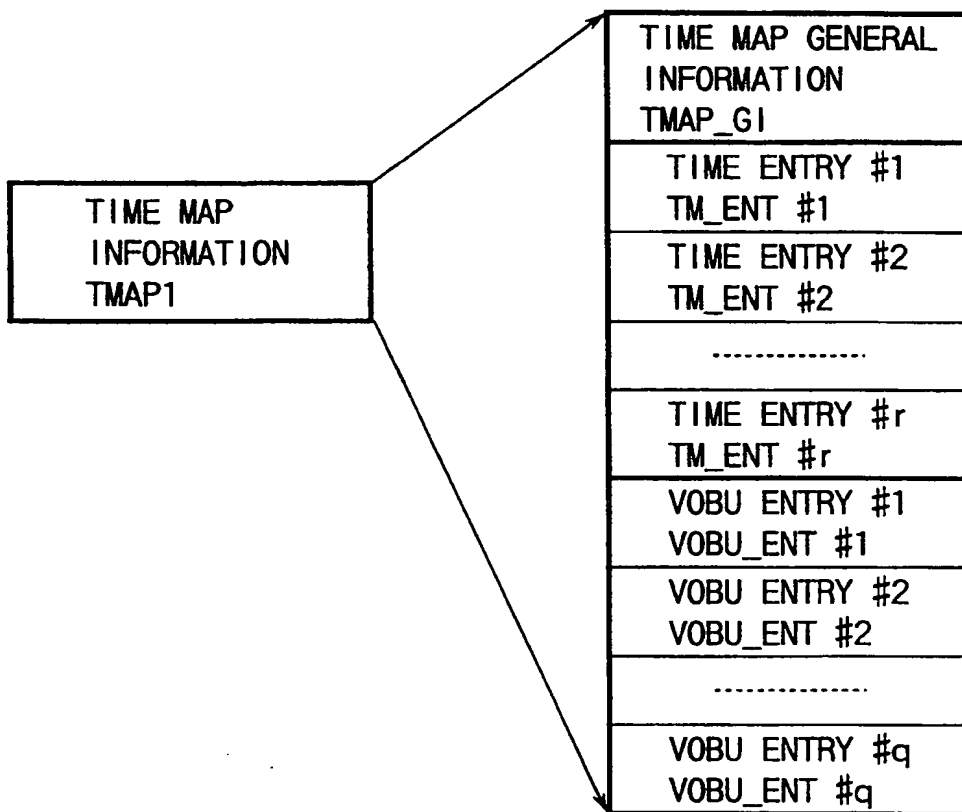 TIME MAP
INFORMATION
TMAP1
TIME MAP GENERAL
INFORMATION
TMAP_GI
TIME ENTRY #1
TM_ENT #1
TIME ENTRY #2
TM_ENT #2
TIME ENTRY #r
TM_ENT #r
VOBU ENTRY #1
VOBU_ENT #1
VOBU ENTRY #2
VOBU_ENT #2
VOBU ENTRY #q
VOBU_ENT #q